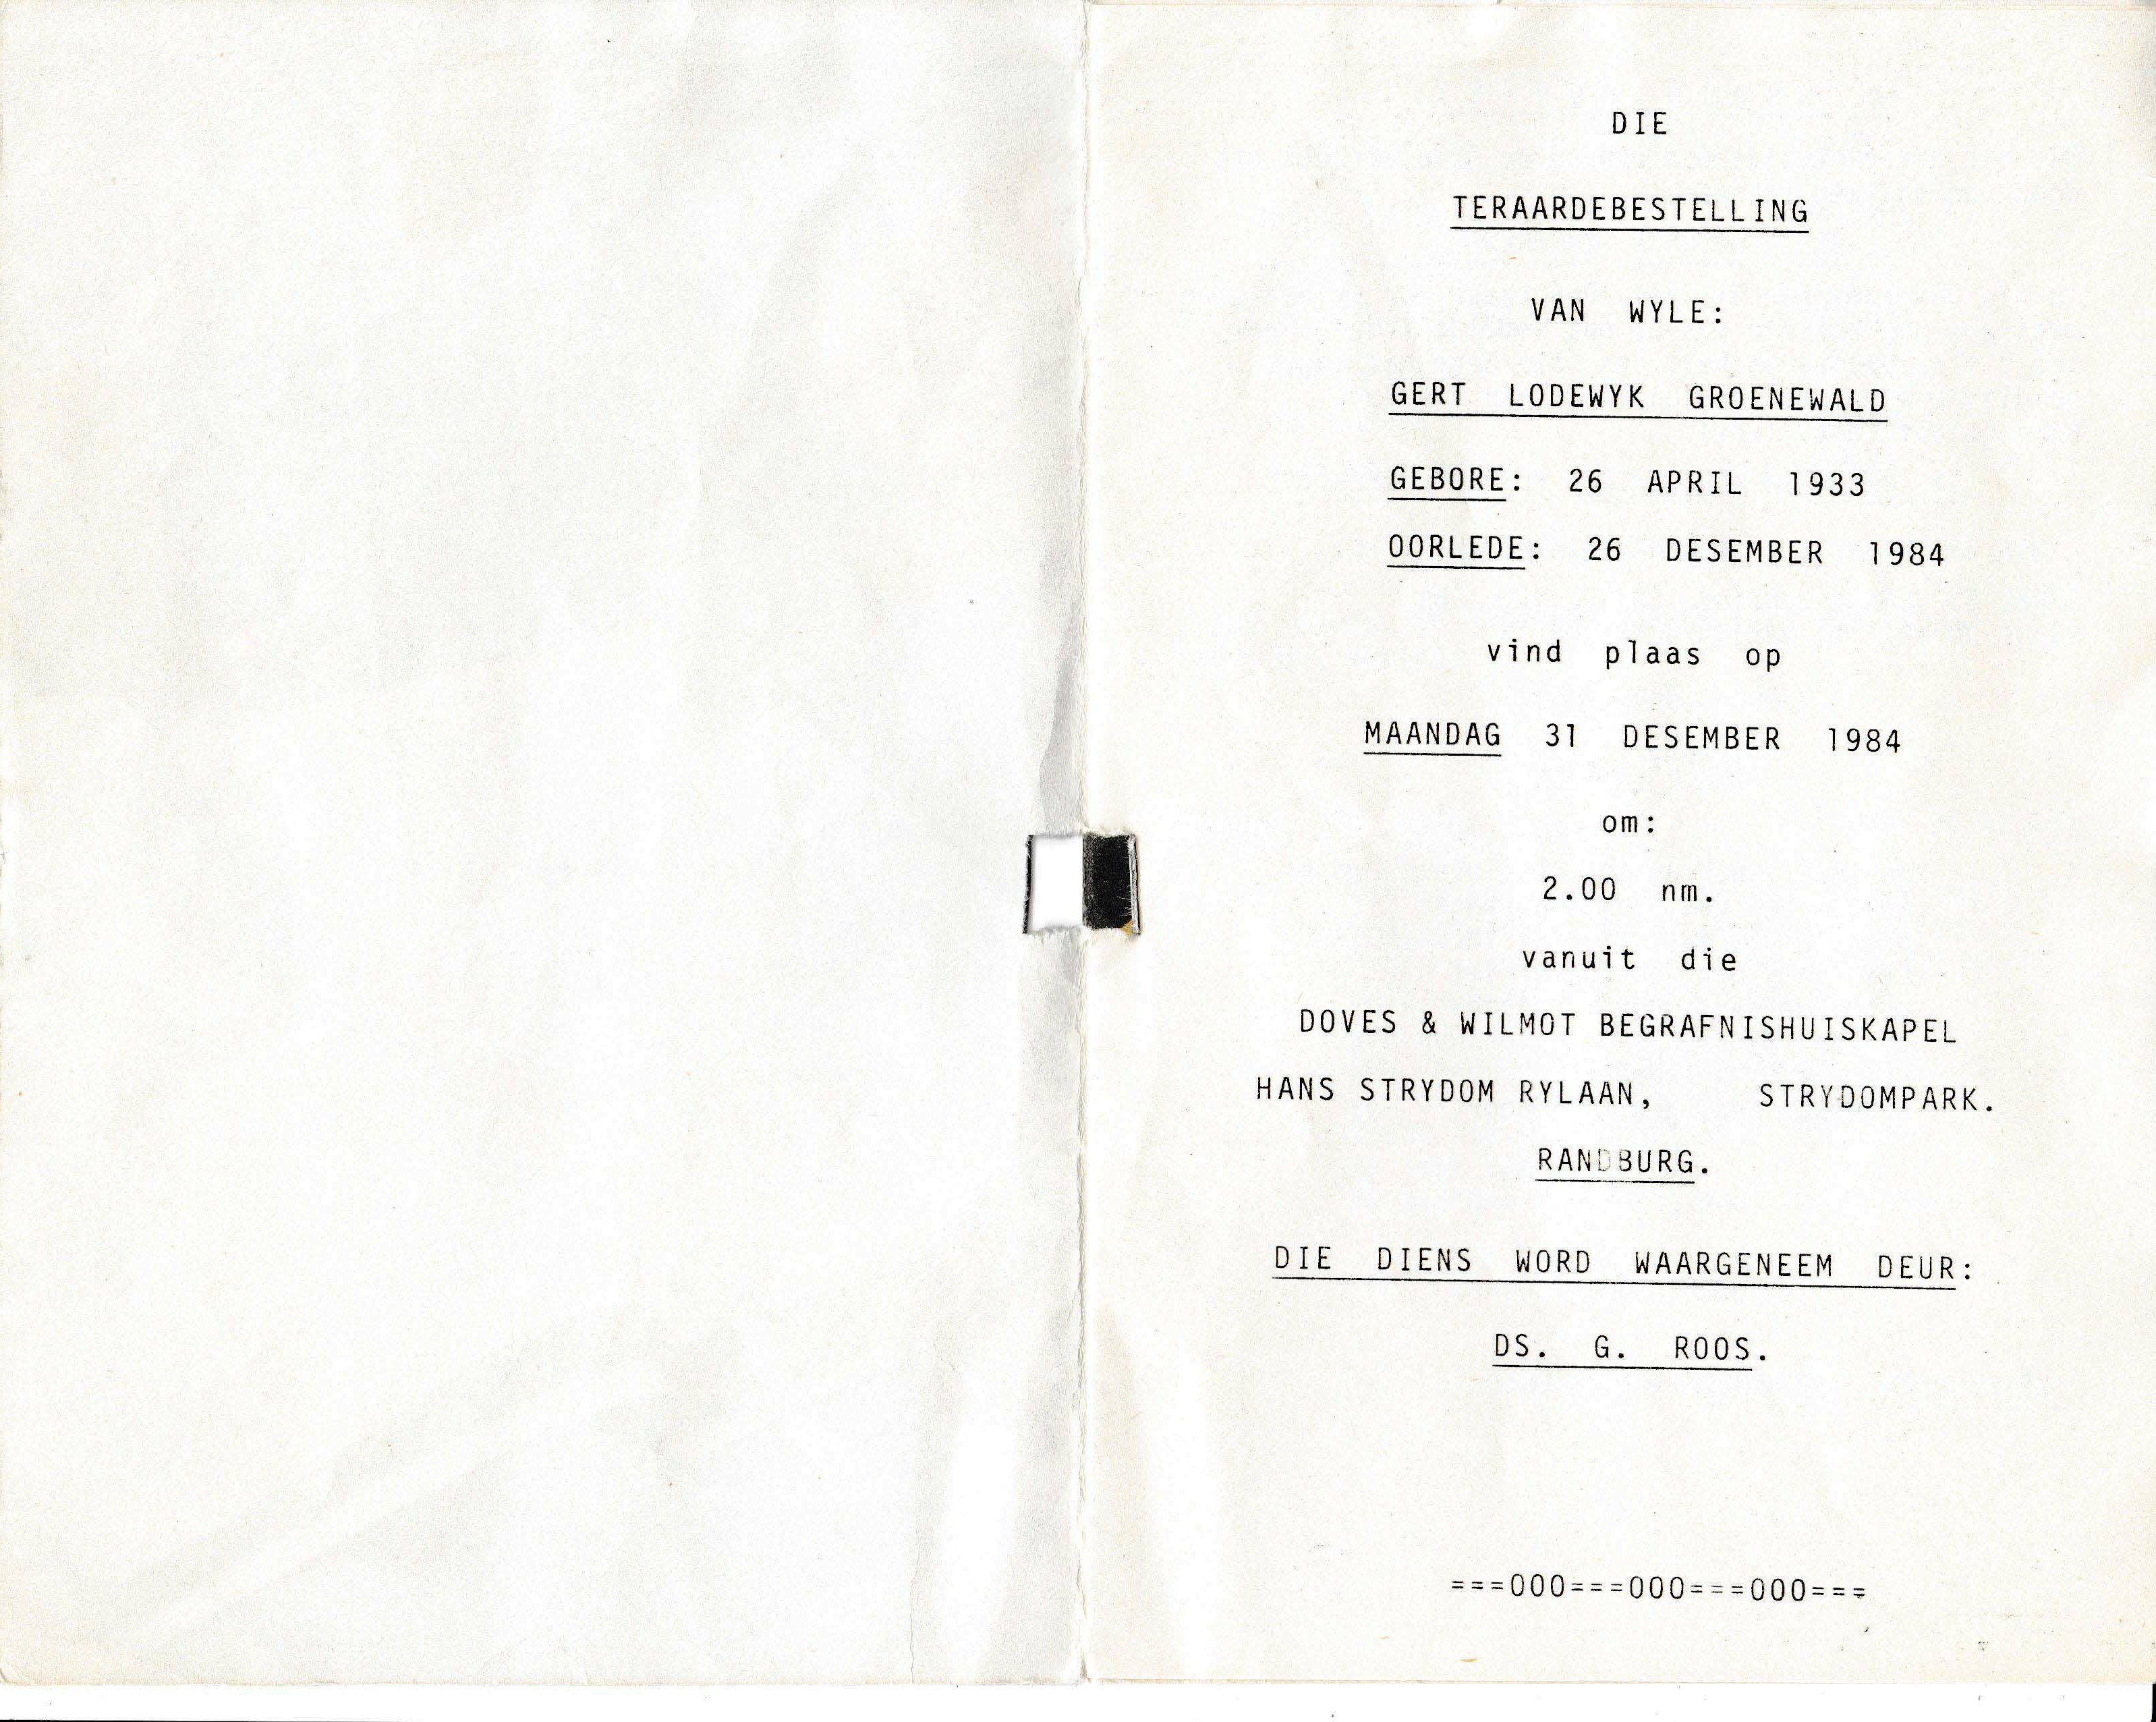 DIE
TERAARDEBESTELLING
VAN WYLE:
GERT LODEWYK GROENEWALD
GEBORE: 26 APRIL 1933
OORLEDE: 26 DESEMBER 1984
vind plaas op
MAANDAG 31 DESEMBER 1984
om:
2.00 nm.
vanuit die
DOVES & WILMOT BEGRAFNISHUISKAPEL
HANS STRYDOM RYLAAN, STRYDOMPARK.
RANDBURG.
DIE DIENS WORD WAARGENEEM DEUR:
DS. G. ROOS.
===000===000===000===